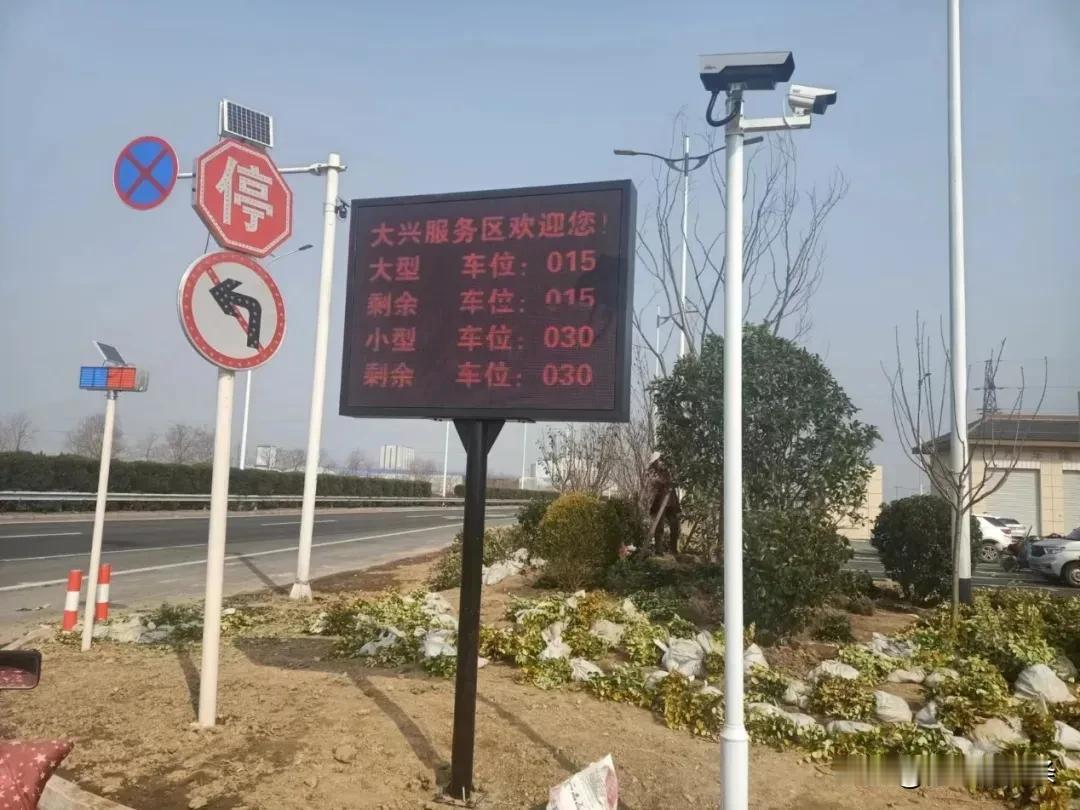 停
大兴服务区欢迎您！
大型 车位：015
剩余 车位：015
小型 车位：030
剩余 车位：030